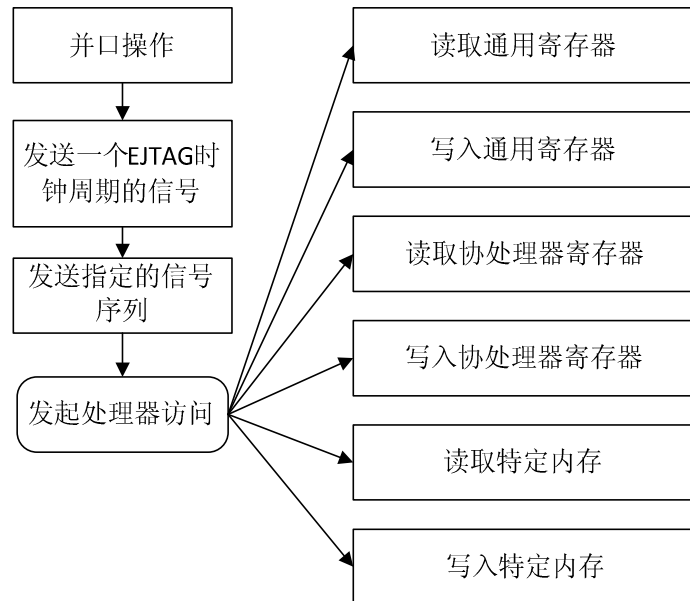 并口操作
发送一个EJTAG时
钟周期的信号
发送指定的信号
序列
发起处理器访问
读取通用寄存器
写入通用寄存器
读取协处理器寄存器
写入协处理器寄存器
读取特定内存
写入特定内存